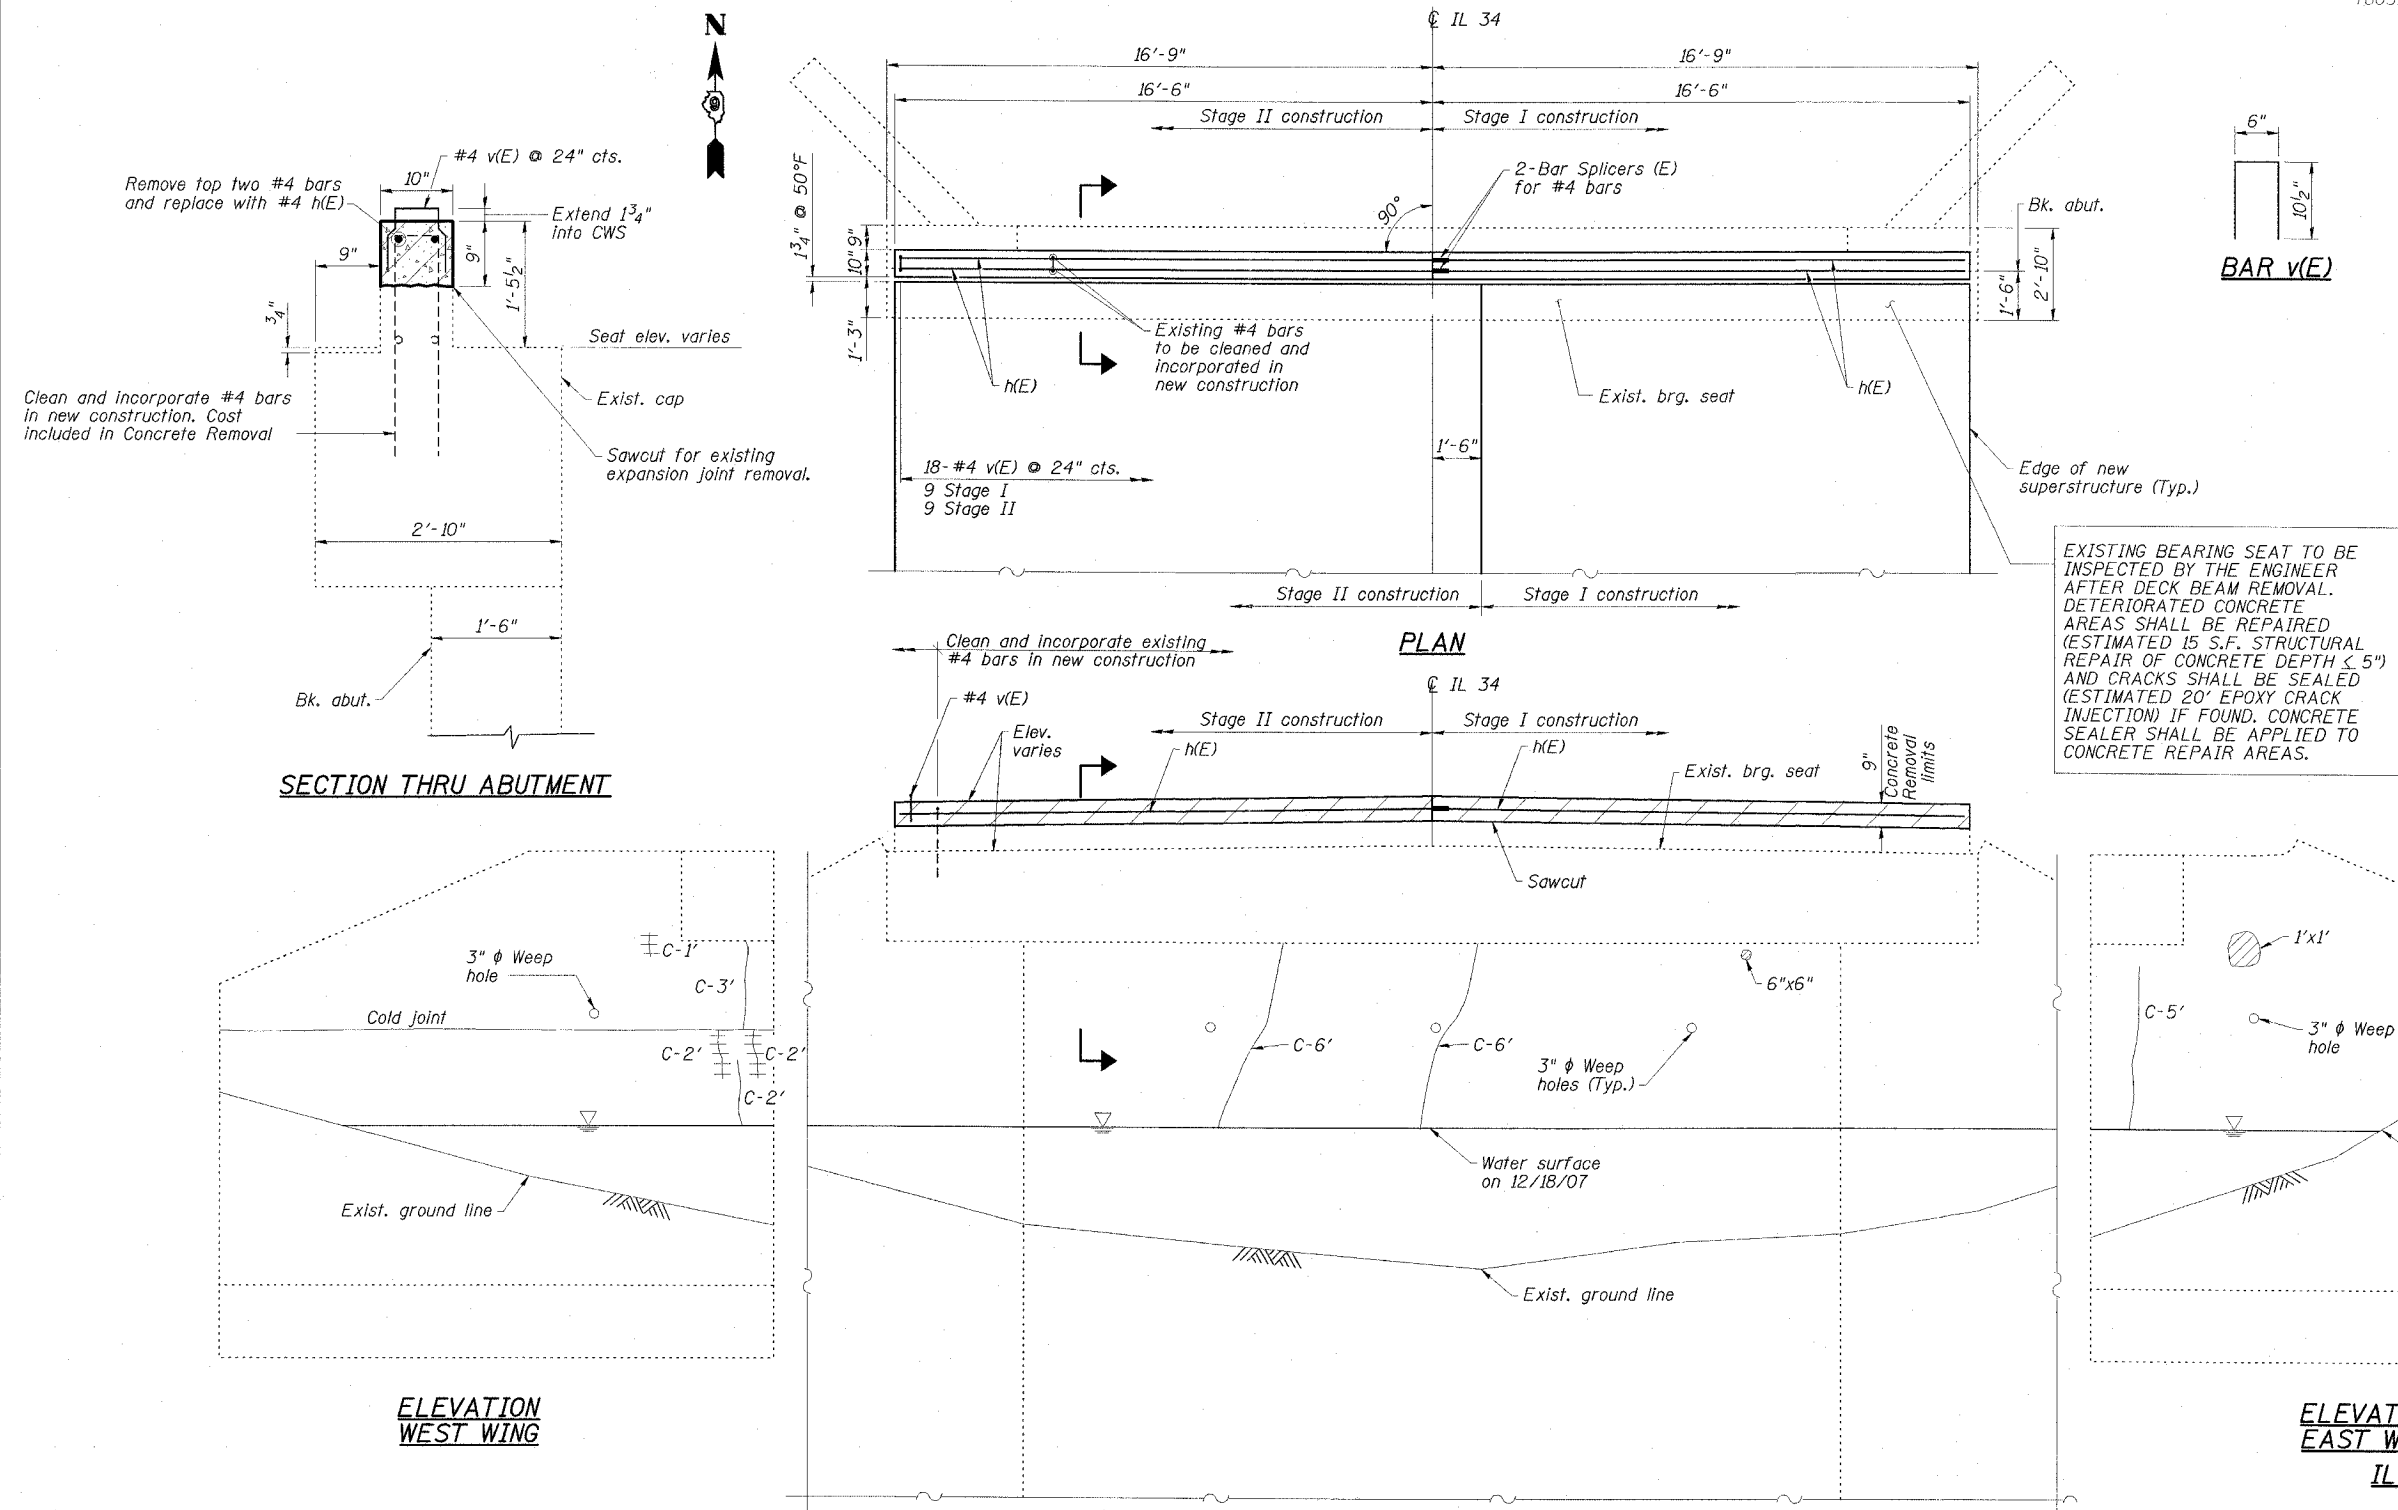 N
#4 v(E) @ 24" cts.
10"
Remove top two #4 bars
and replace with #4 h(E)
Extend 1 3/4"
into CWS
9"
9"
1'-5 1/2"
3/4"
Seat elev. varies
Clean and incorporate #4 bars
in new construction. Cost
included in Concrete Removal
Exist. cap
Sawcut for existing
expansion joint removal.
2'-10"
1'-6"
Bk. abut.
SECTION THRU ABUTMENT
℄ IL 34
16'-9"
16'-9"
16'-6"
16'-6"
Stage II construction
Stage I construction
1 3/4" @ 50°F
9"
10"
1'-3"
2-Bar Splicers (E)
for #4 bars
90°
Bk. abut.
1'-6"
2'-10"
Existing #4 bars
to be cleaned and
incorporated in
new construction
h(E)
h(E)
Exist. brg. seat
1'-6"
18-#4 v(E) @ 24" cts.
9 Stage I
9 Stage II
Edge of new
superstructure (Typ.)
Stage II construction
Stage I construction
PLAN
6"
10 1/2"
BAR v(E)
EXISTING BEARING SEAT TO BE
INSPECTED BY THE ENGINEER
AFTER DECK BEAM REMOVAL.
DETERIORATED CONCRETE
AREAS SHALL BE REPAIRED
(ESTIMATED 15 S.F. STRUCTURAL
REPAIR OF CONCRETE DEPTH ≤ 5")
AND CRACKS SHALL BE SEALED
(ESTIMATED 20' EPOXY CRACK
INJECTION) IF FOUND. CONCRETE
SEALER SHALL BE APPLIED TO
CONCRETE REPAIR AREAS.
Clean and incorporate existing
#4 bars in new construction
℄ IL 34
#4 v(E)
Stage II construction
Stage I construction
Elev.
varies
h(E)
h(E)
Exist. brg. seat
9"
Concrete
Removal
limits
Sawcut
C-1'
3" ϕ Weep
hole
C-3'
Cold joint
C-2'
C-2'
C-2'
Exist. ground line
ELEVATION
WEST WING
6"x6"
C-6'
C-6'
3" ϕ Weep
holes (Typ.)
Water surface
on 12/18/07
Exist. ground line
1'x1'
C-5'
3" ϕ Weep
hole
ELEVAT
EAST W
IL